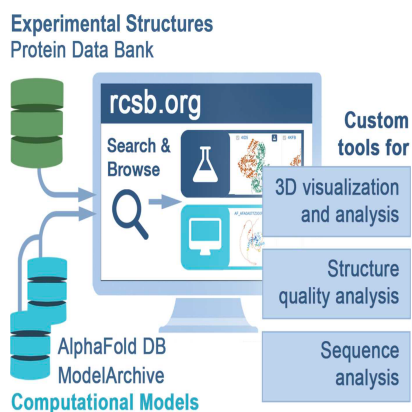 Experimental Structures
Protein Data Bank
rcsb.org
Search &
Browse
Custom
tools for
3D visualization
and analysis
Structure
quality analysis
Sequence
analysis
AlphaFold DB
ModelArchive
Computational Models